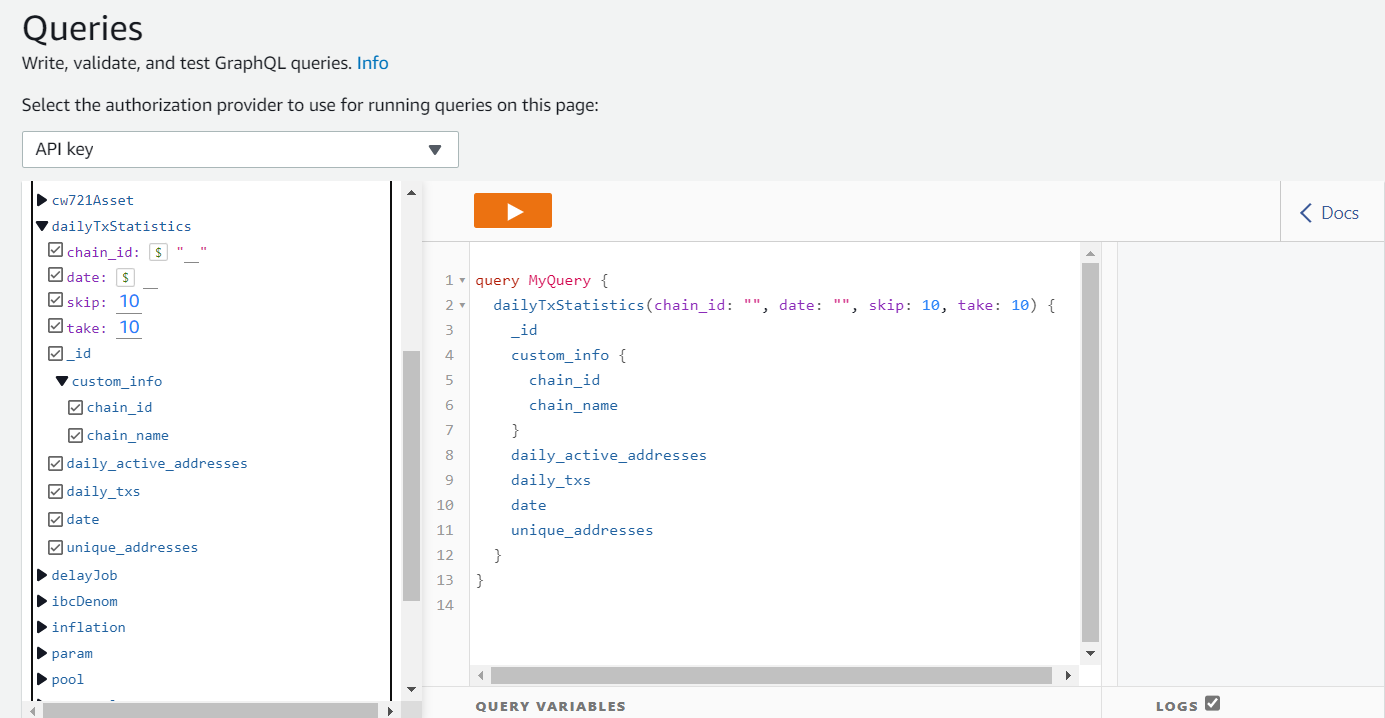 Queries
Write, validate, and test GraphQL queries. Info
Select the authorization provider to use for running queries on this page:
API key
cw721Asset
dailyTxStatistics
chain_id: $ "__"
date: $ __
skip: 10
take: 10
_id
custom_info
chain_id
chain_name
daily_active_addresses
daily_txs
date
unique_addresses
delayJob
ibcDenom
inflation
param
pool
Docs
1 query MyQuery {
2 dailyTxStatistics(chain_id: "", date: "", skip: 10, take: 10) {
3 _id
4 custom_info {
5 chain_id
6 chain_name
7 }
8 daily_active_addresses
9 daily_txs
10 date
11 unique_addresses
12 }
13 }
14
QUERY VARIABLES
LOGS